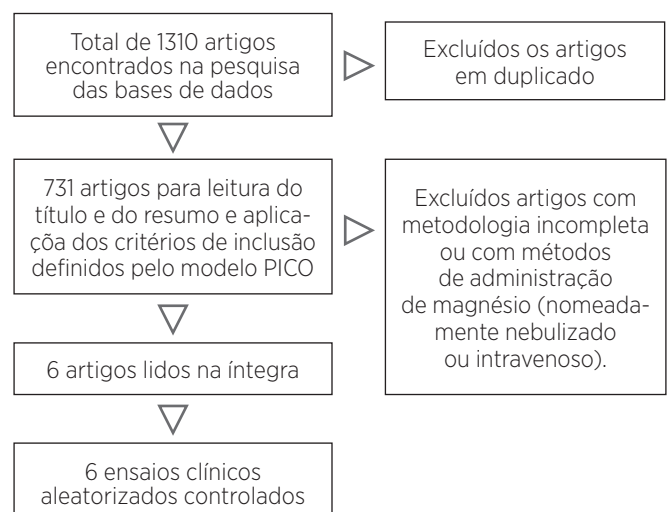 Total de 1310 artigos
encontrados na pesquisa
das bases de dados
Excluídos os artigos
em duplicado
731 artigos para leitura do
título e do resumo e aplica-
çõa dos critérios de inclusão
definidos pelo modelo PICO
Excluídos artigos com
metodologia incompleta
ou com métodos
de administração
de magnésio (nomeada-
mente nebulizado
ou intravenoso).
6 artigos lidos na íntegra
6 ensaios clínicos
aleatorizados controlados